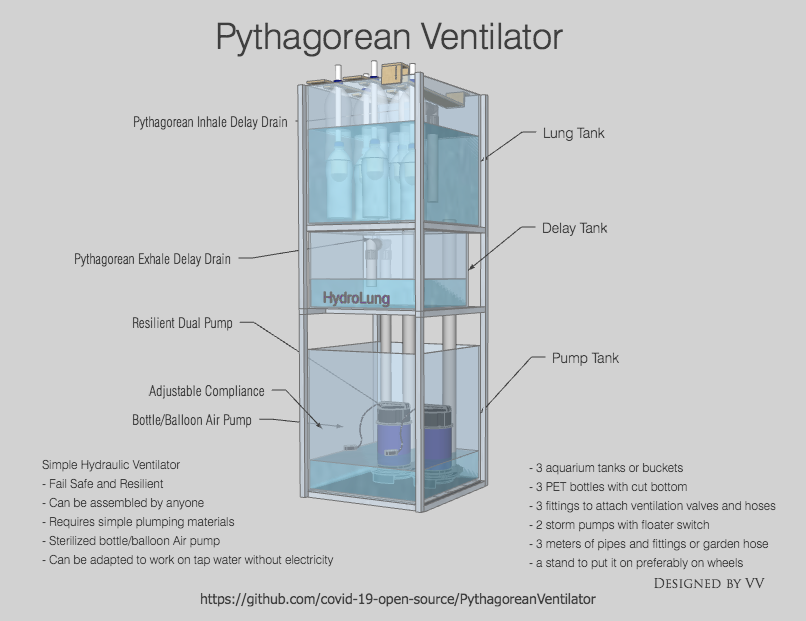 Pythagorean Ventilator
Pythagorean Inhale Delay Drain
Lung Tank
Delay Tank
Pythagorean Exhale Delay Drain
HydroLung
Resilient Dual Pump
Pump Tank
Adjustable Compliance
Bottle/Balloon Air Pump
Simple Hydraulic Ventilator
- Fail Safe and Resilient
- Can be assembled by anyone
- Requires simple plumping materials
- Sterilized bottle/balloon Air pump
- Can be adapted to work on tap water without electricity
- 3 aquarium tanks or buckets
- 3 PET bottles with cut bottom
- 3 fittings to attach ventilation valves and hoses
- 2 storm pumps with floater switch
- 3 meters of pipes and fittings or garden hose
- a stand to put it on preferably on wheels
Designed by VV
https://github.com/covid-19-open-source/PythagoreanVentilator